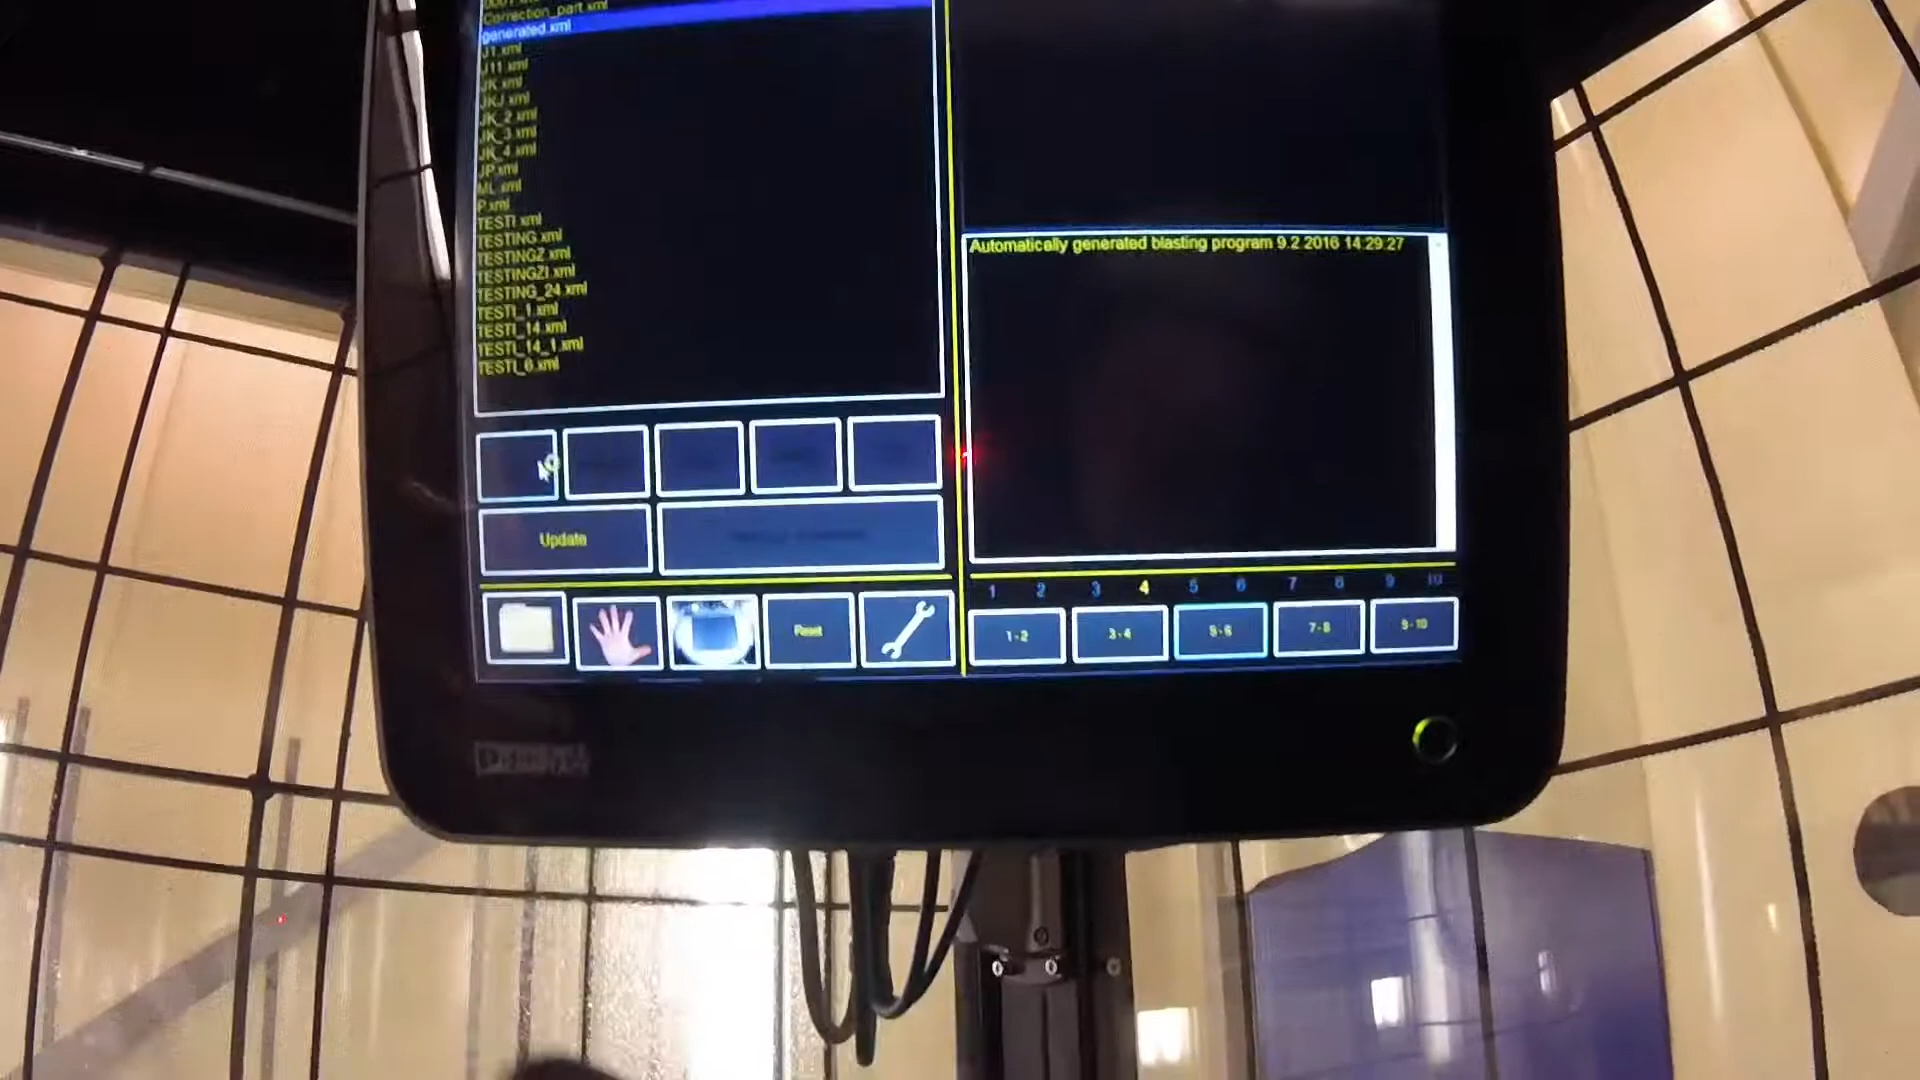 Correction_part.xml
generated.xml
J1.xml
J11.xml
JK.xml
JKJ.xml
JK_2.xml
JK_3.xml
JK_4.xml
JP.xml
ML.xml
P.xml
TESTI.xml
TESTING.xml
TESTINGZ.xml
TESTINGZI.xml
TESTING_24.xml
TESTI_1.xml
TESTI_14.xml
TESTI_14_1.xml
TESTI_6.xml
Update
Reset
Automatically generated blasting program 9.2 2016 14:29:27
1 2 3 4 5 6 7 8 9 10
1-2 3-4 5-6 7-8 9-10